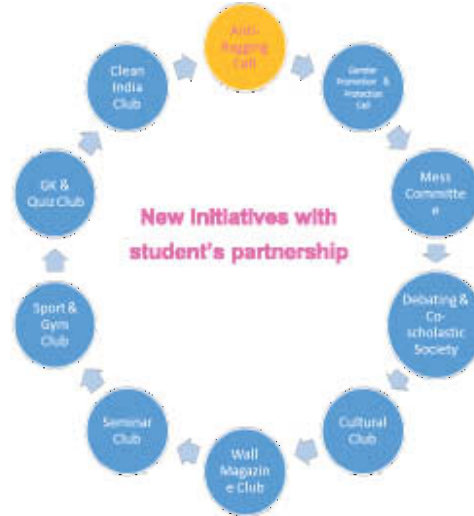 Anti-
Ragging
Cell
Gender
Promotion &
Protection
Cell
Mess
Committe
e
Debating &
Co-
scholastic
Society
Cultural
Club
Wall
Magazin
e Club
Seminar
Club
Sport &
Gym
Club
GK &
Quiz Club
Clean
India
Club
New initiatives with
student's partnership